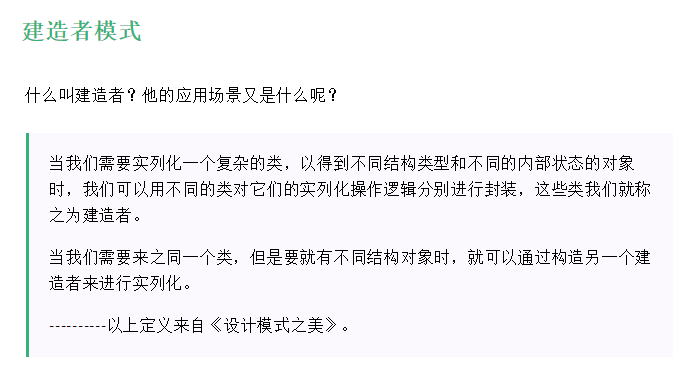 建造者模式
什么叫建造者？他的应用场景又是什么呢？
当我们需要实列化一个复杂的类，以得到不同结构类型和不同的内部状态的对象
时，我们可以用不同的类对它们的实列化操作逻辑分别进行封装，这些类我们就称
之为建造者。
当我们需要来之同一个类，但是要就有不同结构对象时，就可以通过构造另一个建
造者来进行实列化。
----------以上定义来自《设计模式之美》。